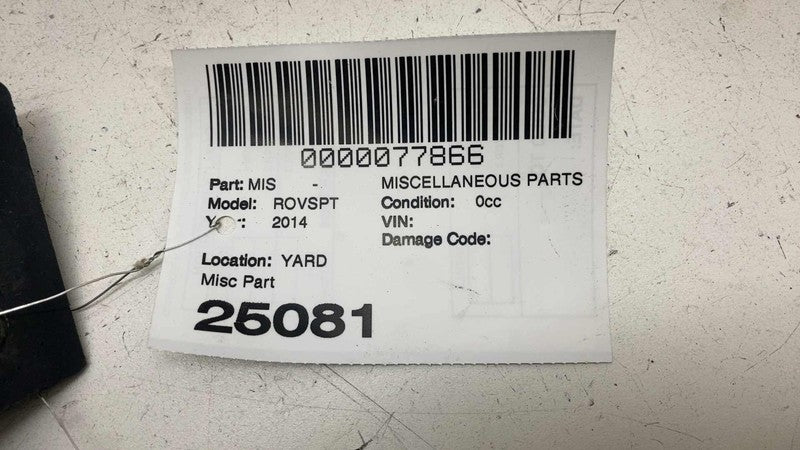 0000077866
Part: MIS - MISCELLANEOUS PARTS
Model: ROVSPT Condition: 0cc
2014 VIN:
Damage Code:
Location: YARD
Misc Part
25081